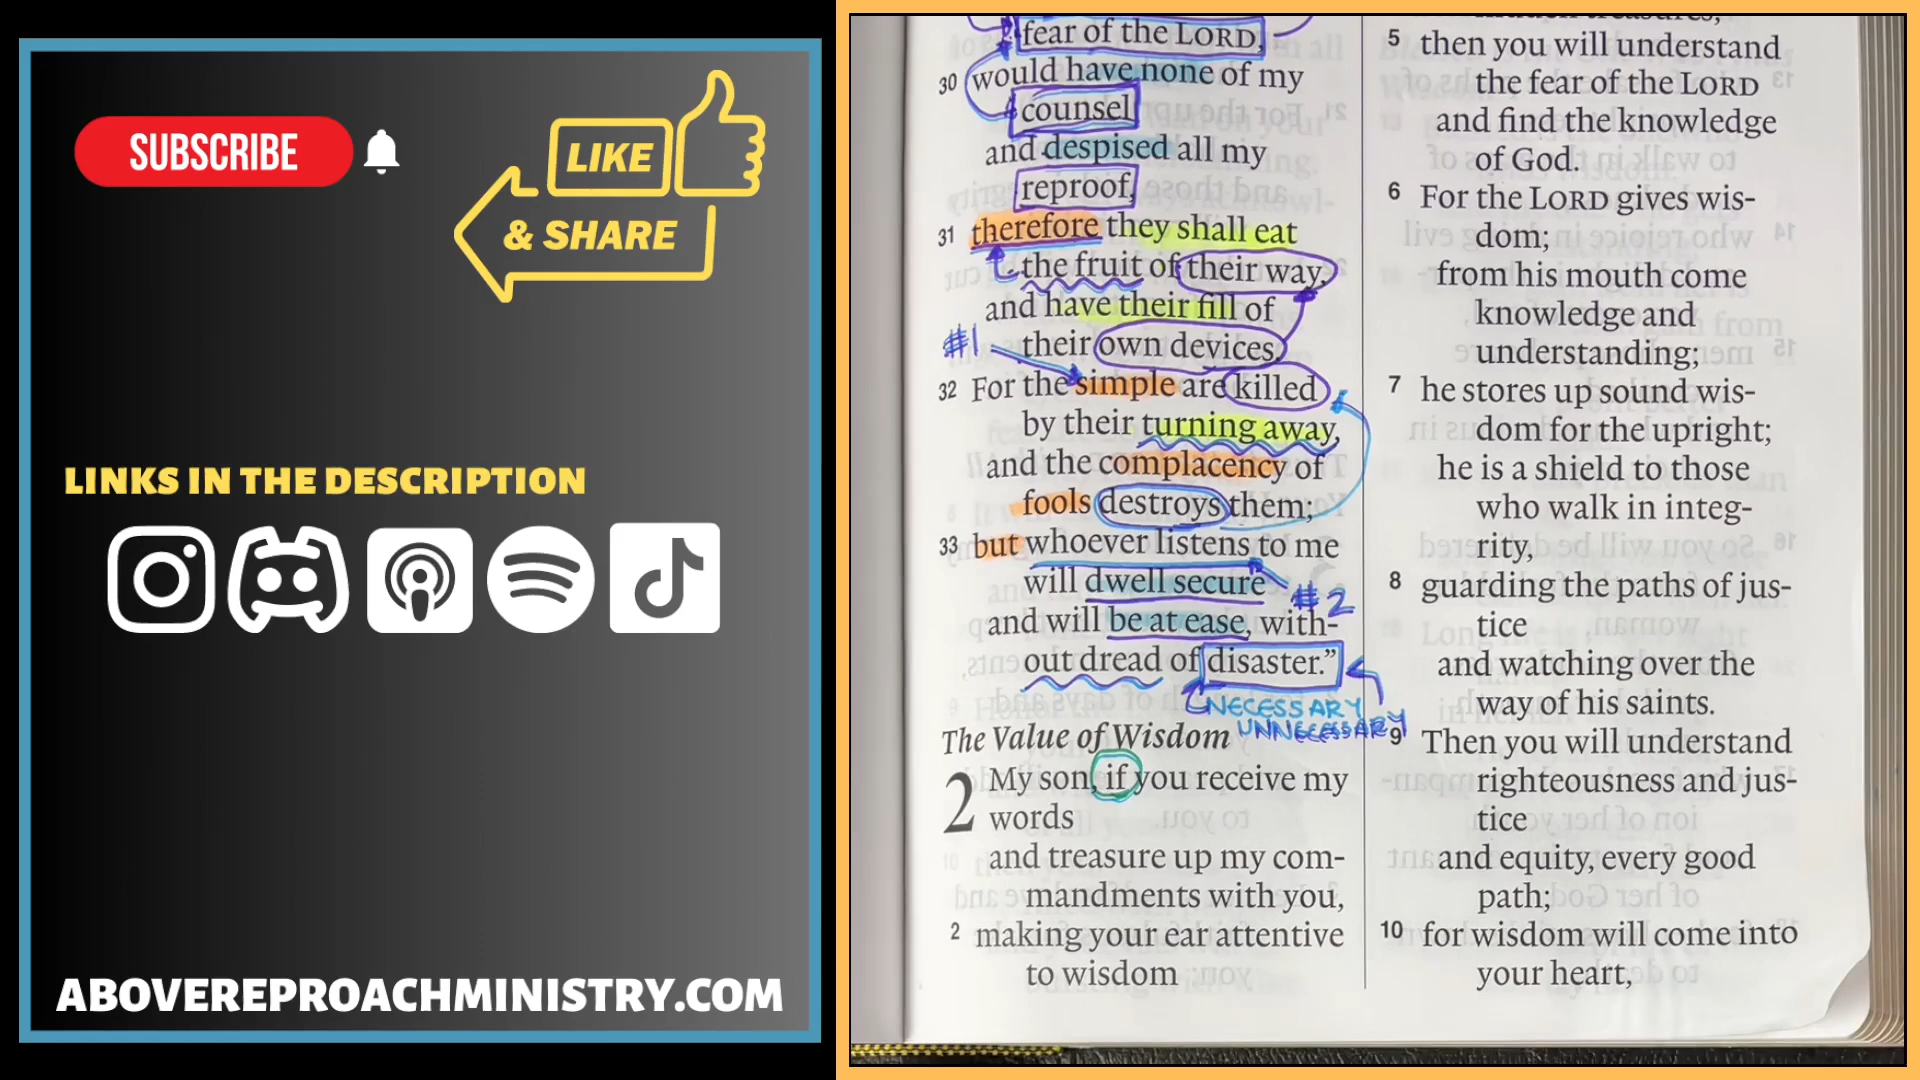 SUBSCRIBE
LIKE
& SHARE
LINKS IN THE DESCRIPTION
ABOVEREPROACHMINISTRY.COM
fear of the LORD,
30 would have none of my
counsel
and despised all my
reproof,
31 therefore they shall eat
the fruit of their way,
and have their fill of
#1 their own devices.
32 For the simple are killed
by their turning away,
and the complacency of
fools destroys them;
33 but whoever listens to me
will dwell secure
#2
and will be at ease, with-
out dread of disaster.”
NECESSARY
UNNECESSARY
The Value of Wisdom
2 My son, if you receive my
words
and treasure up my com-
mandments with you,
2 making your ear attentive
to wisdom
5 then you will understand
the fear of the LORD
and find the knowledge
of God.
6 For the LORD gives wis-
dom;
from his mouth come
knowledge and
understanding;
7 he stores up sound wis-
dom for the upright;
he is a shield to those
who walk in integ-
rity,
8 guarding the paths of jus-
tice
and watching over the
way of his saints.
9 Then you will understand
righteousness and jus-
tice
and equity, every good
path;
10 for wisdom will come into
your heart,